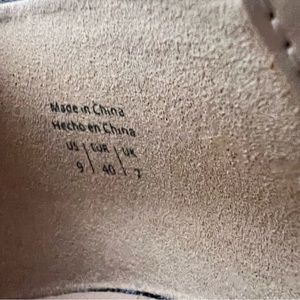 Made in China
Hecho en China
US | EUR | UK
9 | 40 | 7